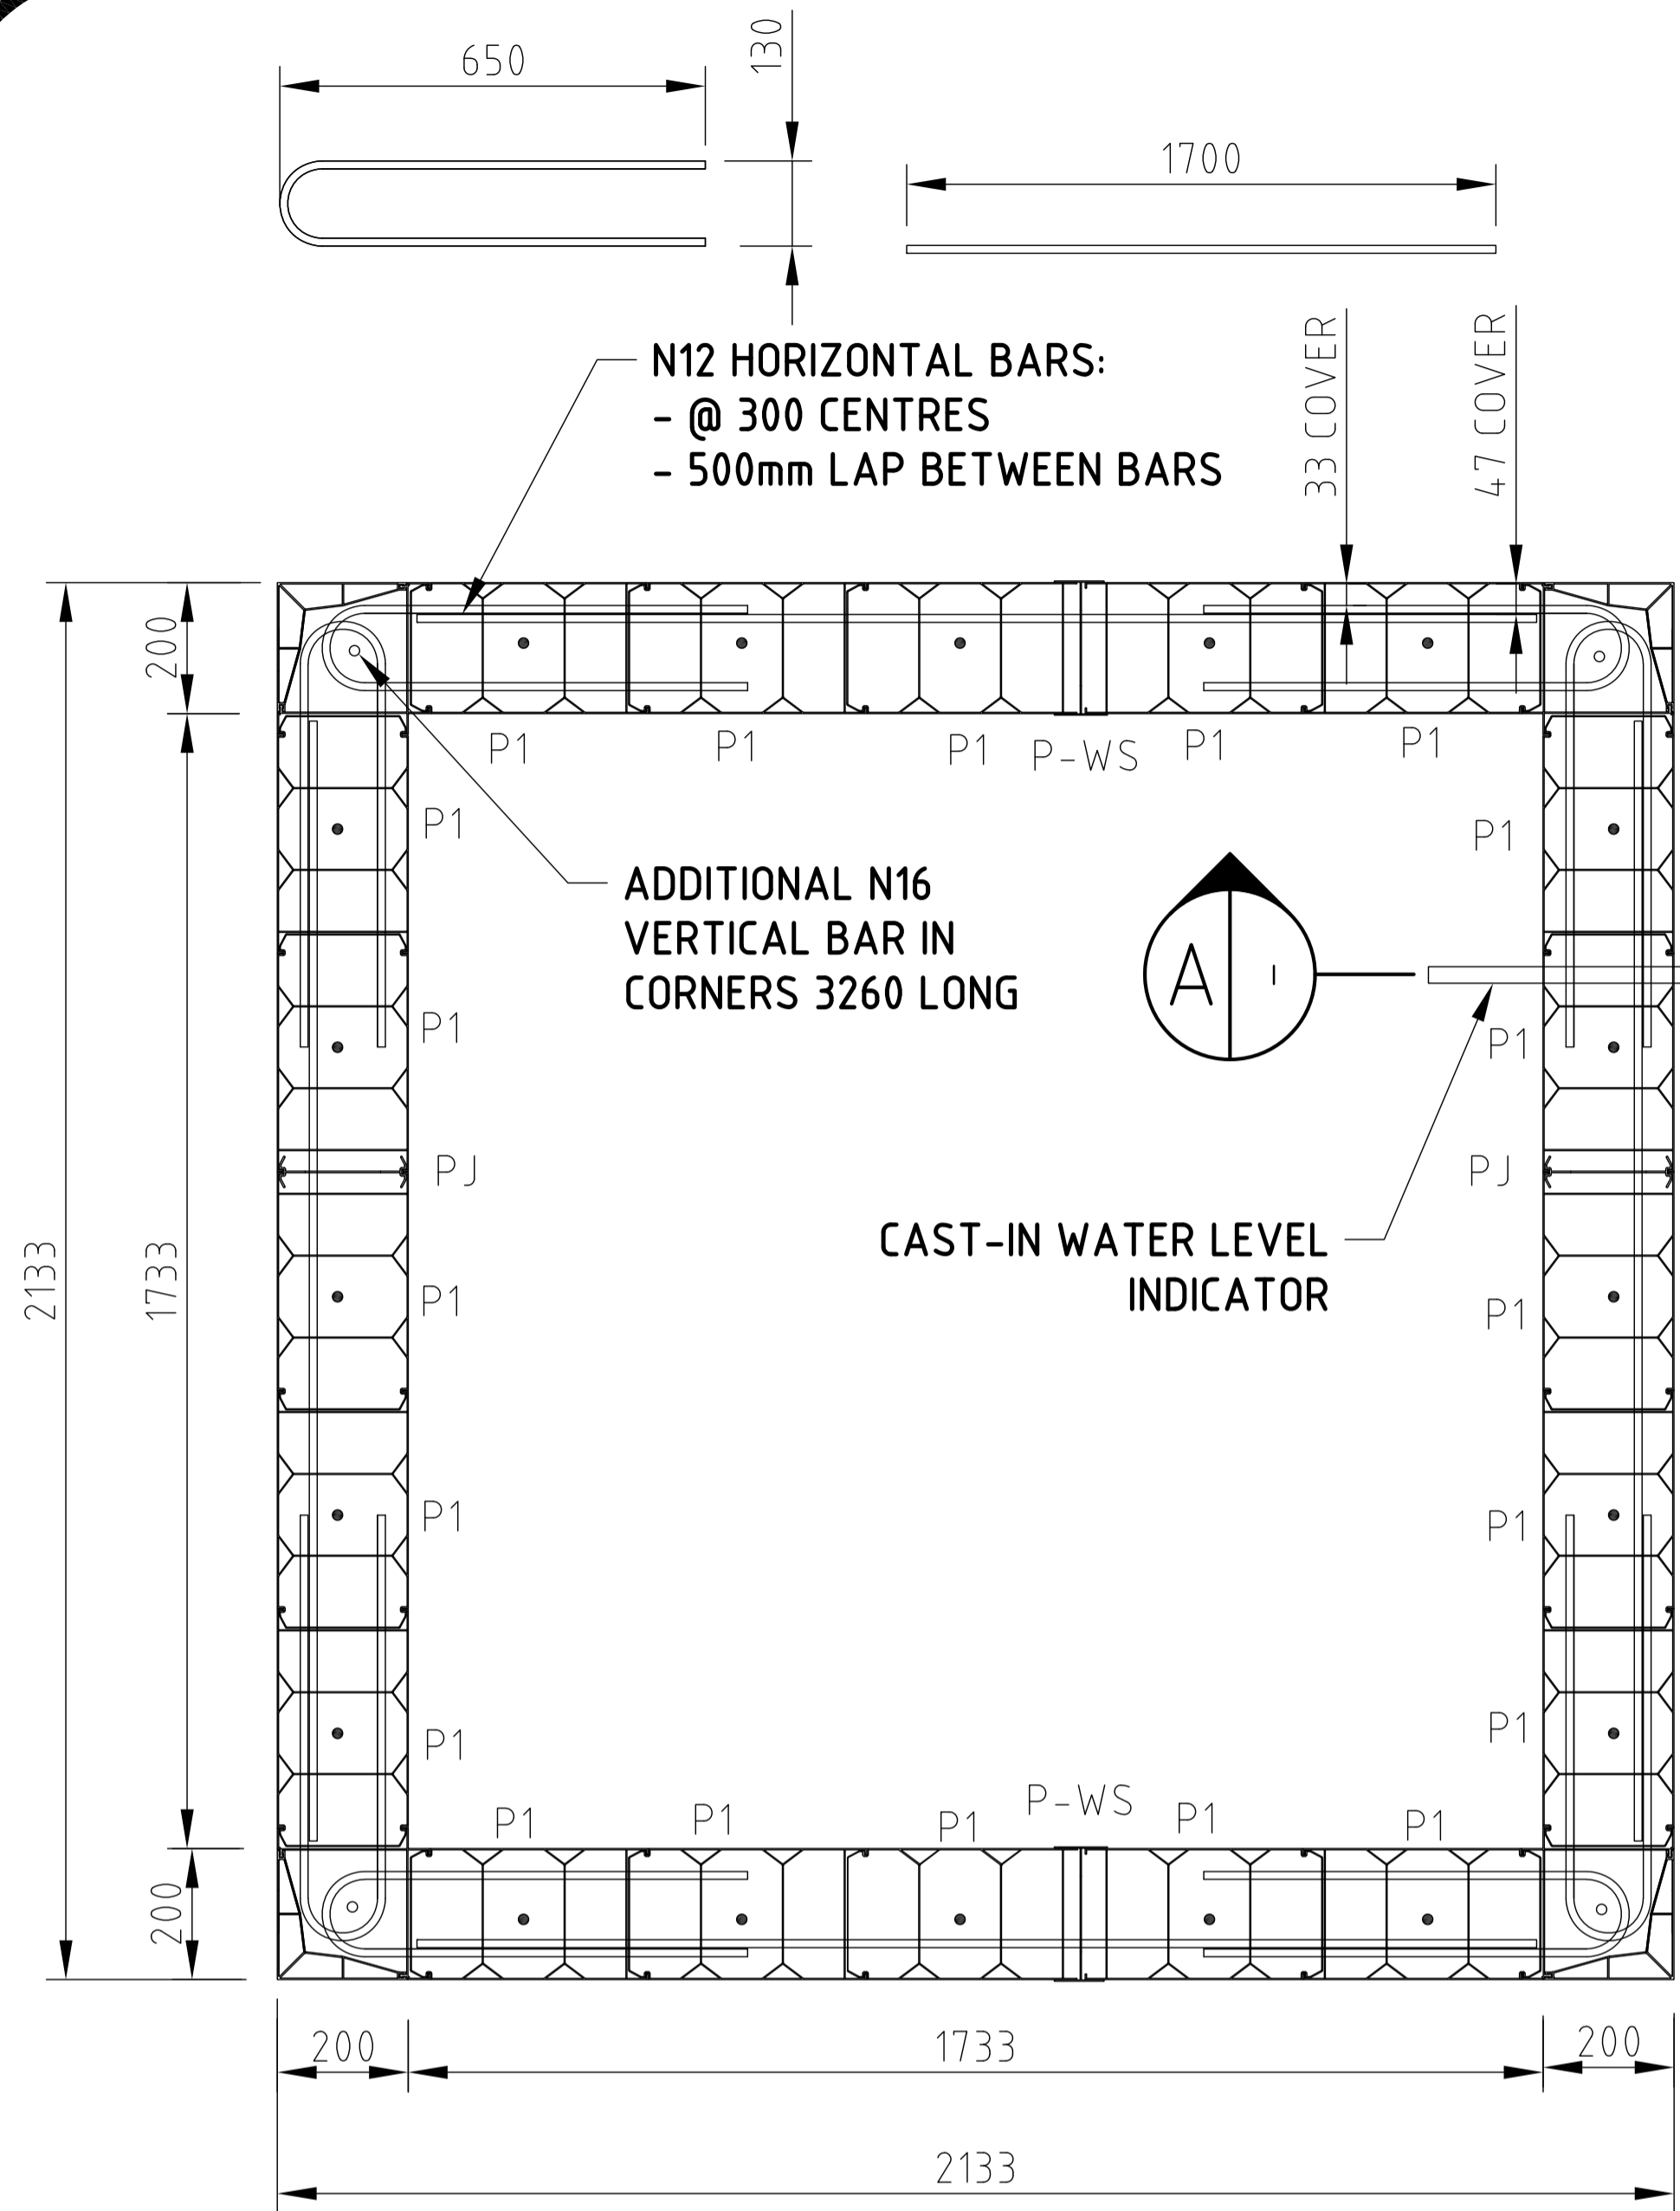 650
130
1700
N12 HORIZONTAL BARS:
- @ 300 CENTRES
- 500mm LAP BETWEEN BARS
33 COVER
47 COVER
200
P1
P1
P1
P-WS
P1
P1
P1
P1
ADDITIONAL N16
VERTICAL BAR IN
CORNERS 3260 LONG
A
-
P1
P1
PJ
PJ
2133
1733
CAST-IN WATER LEVEL
INDICATOR
P1
P1
P1
P1
P1
P1
P1
P1
P1
P-WS
P1
P1
200
200
1733
200
2133